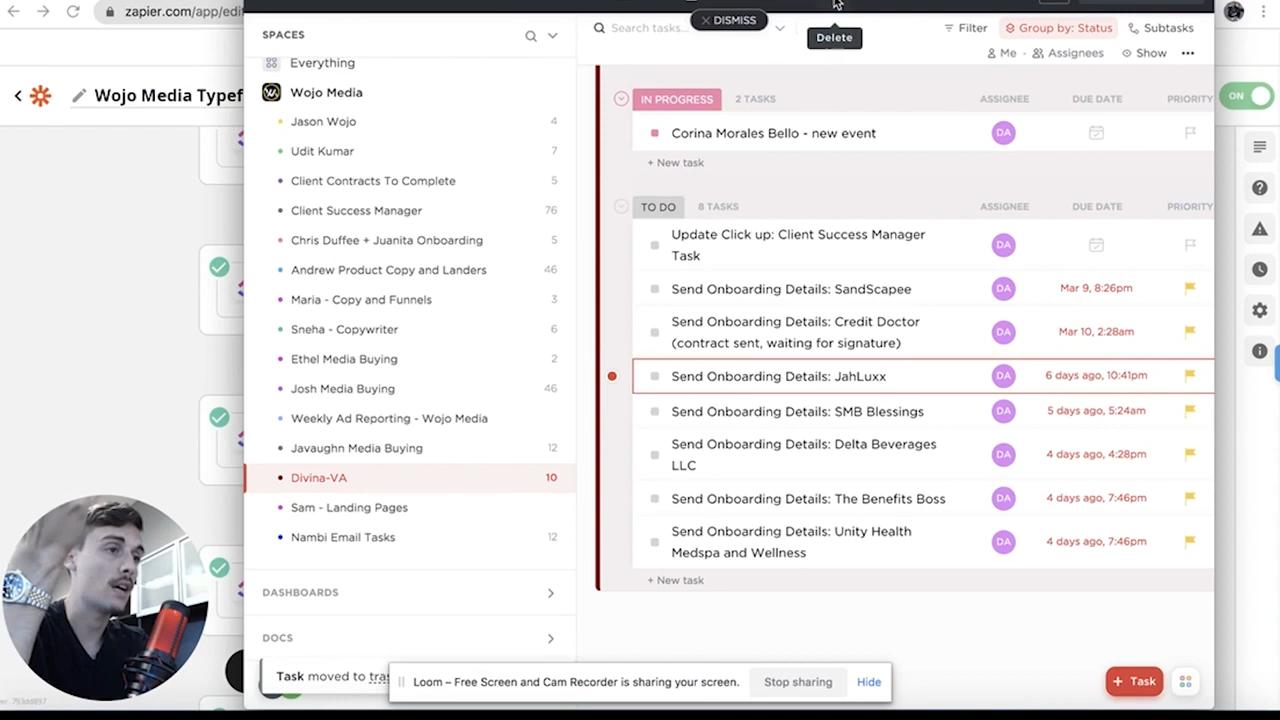 zapier.com/app/edi
DISMISS
Delete
SPACES
Search tasks...
Filter
Group by: Status
Subtasks
Me · Assignees
Show
Wojo Media Typef
ON
Everything
Wojo Media
Jason Wojo 4
Udit Kumar 7
Client Contracts To Complete 5
Client Success Manager 76
Chris Duffee + Juanita Onboarding 5
Andrew Product Copy and Landers 46
Maria - Copy and Funnels 3
Sneha - Copywriter 6
Ethel Media Buying 2
Josh Media Buying 46
Weekly Ad Reporting - Wojo Media
Javaughn Media Buying 12
Divina-VA 10
Sam - Landing Pages
Nambi Email Tasks 12
DASHBOARDS
DOCS
IN PROGRESS 2 TASKS ASSIGNEE DUE DATE PRIORITY
Corina Morales Bello - new event DA
+ New task
TO DO 8 TASKS ASSIGNEE DUE DATE PRIORITY
Update Click up: Client Success Manager
Task DA
Send Onboarding Details: SandScapee DA Mar 9, 8:26pm
Send Onboarding Details: Credit Doctor
(contract sent, waiting for signature) DA Mar 10, 2:28am
Send Onboarding Details: JahLuxx DA 6 days ago, 10:41pm
Send Onboarding Details: SMB Blessings DA 5 days ago, 5:24am
Send Onboarding Details: Delta Beverages
LLC DA 4 days ago, 4:28pm
Send Onboarding Details: The Benefits Boss DA 4 days ago, 7:46pm
Send Onboarding Details: Unity Health
Medspa and Wellness DA 4 days ago, 7:46pm
+ New task
Task moved to tras
Loom – Free Screen and Cam Recorder is sharing your screen.
Stop sharing
Hide
+ Task